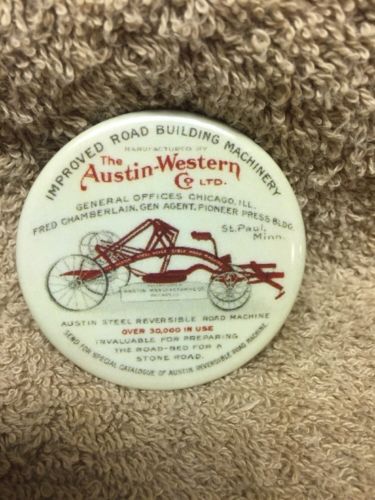 IMPROVED ROAD BUILDING MACHINERY
MANUFACTURED BY
The
Austin-Western
Co LTD.
GENERAL OFFICES CHICAGO, ILL.
FRED CHAMBERLAIN, GEN AGENT, PIONEER PRESS BLDG
St. Paul,
Minn.
AUSTIN STEEL REVERSIBLE ROAD MACHINE
OVER 30,000 IN USE
INVALUABLE FOR PREPARING
THE ROAD-BED FOR A
STONE ROAD.
SEND FOR SPECIAL CATALOGUE OF AUSTIN REVERSIBLE ROAD MACHINE.